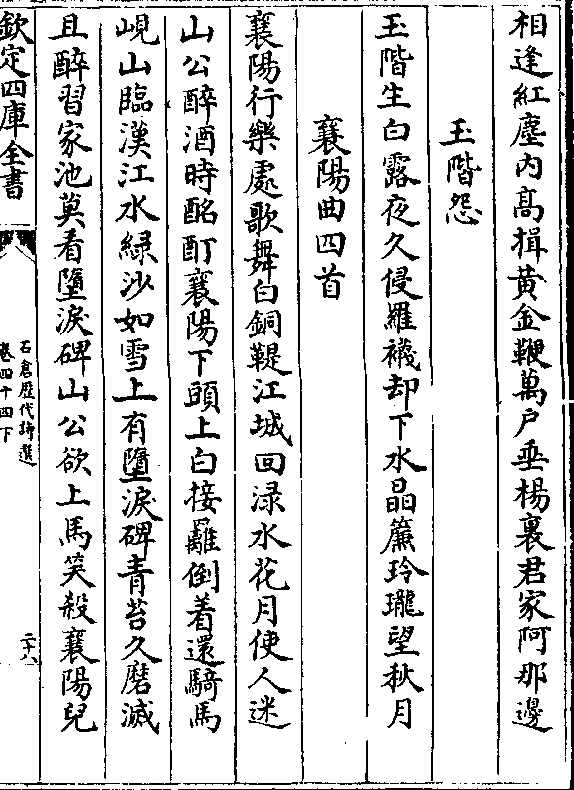 相逢紅塵内高揖黄金鞭萬户垂楊裏君家阿那邊
玉階怨
玉階生白露夜久侵羅襪却下水晶簾玲瓏望秋月
襄陽曲四首
襄陽行樂處歌舞白銅鞮江城回渌水花月使人迷
山公醉酒時酩酊襄陽下頭上白接䍦倒着還騎馬
峴山臨漢江水綠沙如雪上有墮淚碑青苔久磨滅
且醉習家池莫看墮淚碑山公欲上馬笑殺襄陽兒
欽定四庫全書
石倉歴代詩選
卷四十四下
二十八